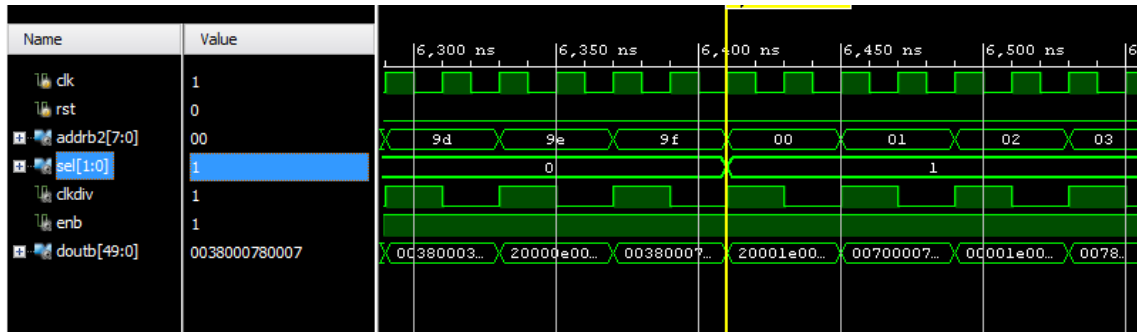 Name Value
6,300 ns 6,350 ns 6,400 ns 6,450 ns 6,500 ns 6
clk 1
rst 0
addrb2[7:0] 00 9d 9e 9f 00 01 02 03
sel[1:0] 1 0 1
clkdiv 1
enb 1
doutb[49:0] 0038000780007 00380003... 20000e00... 00380007... 20001e00... 00700007... 00001e00... 0078...